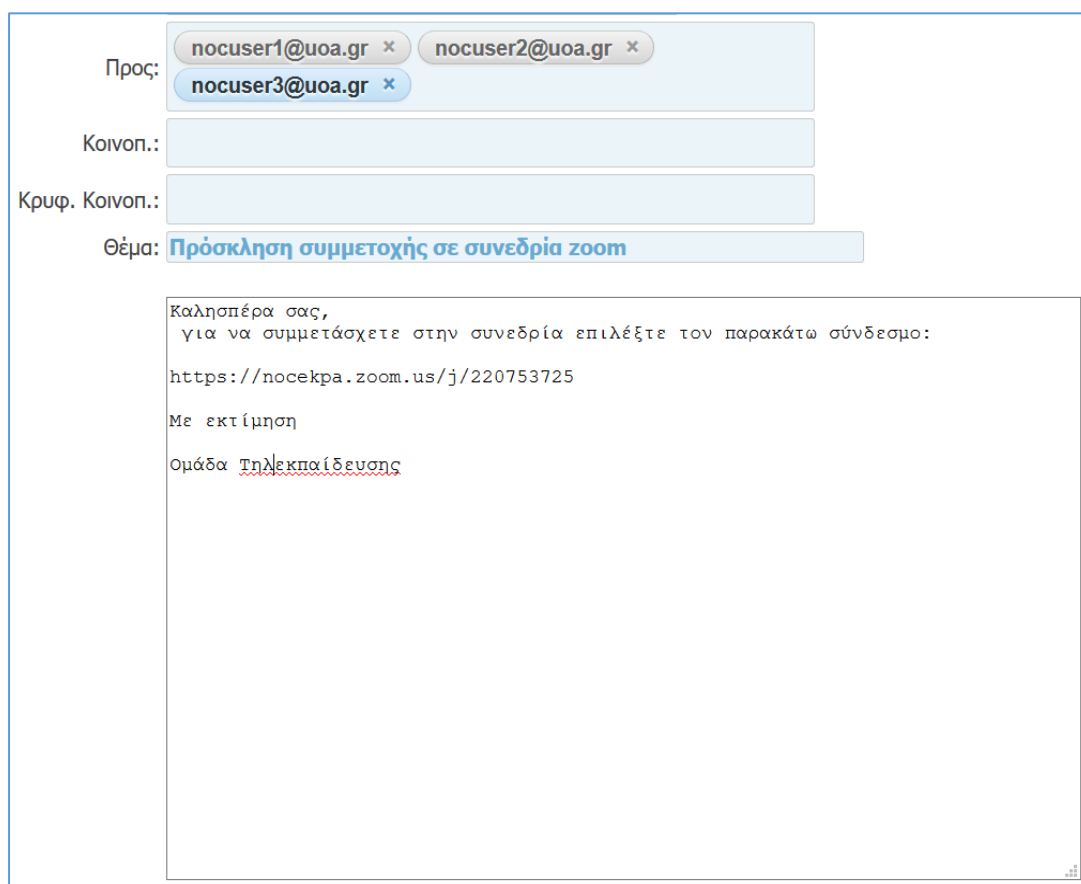 Προς: nocuser1@uoa.gr × nocuser2@uoa.gr ×
nocuser3@uoa.gr ×
Κοινοπ.:
Κρυφ. Κοινοπ.:
Θέμα: Πρόσκληση συμμετοχής σε συνεδρία zoom
Καλησπέρα σας,
για να συμμετάσχετε στην συνεδρία επιλέξτε τον παρακάτω σύνδεσμο:
https://nocekpa.zoom.us/j/220753725
Με εκτίμηση
Ομάδα Τηλεκπαίδευσης